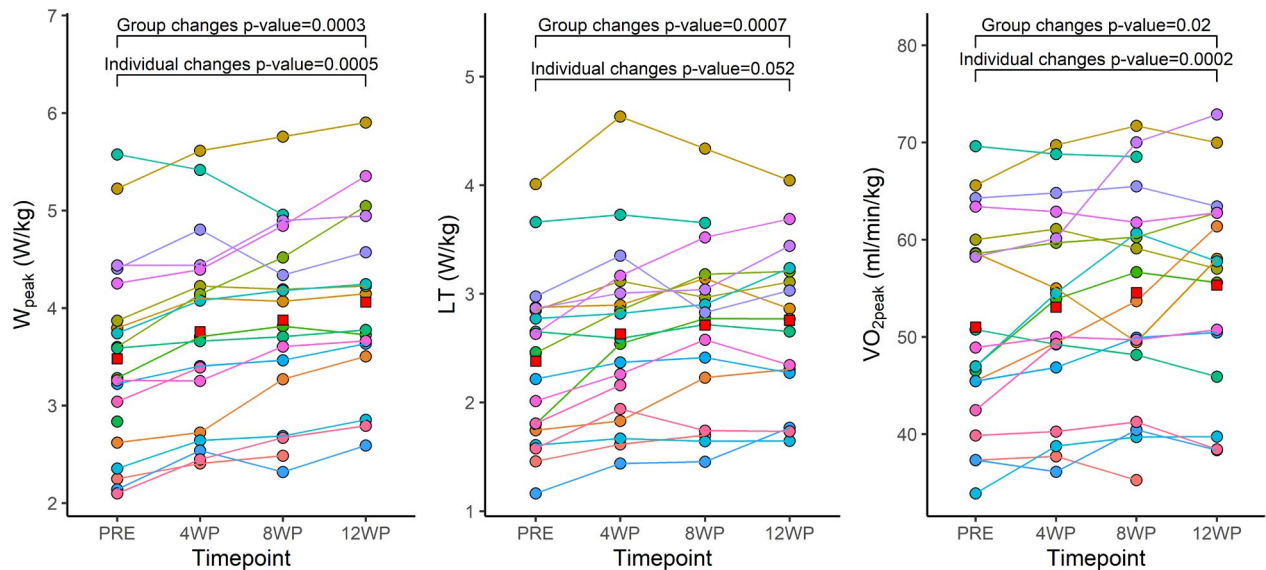 Group changes p-value=0.0003
Individual changes p-value=0.0005
7
6
5
4
3
2
Wpeak (W/kg)
PRE 4WP 8WP 12WP
Timepoint
Group changes p-value=0.0007
Individual changes p-value=0.052
5
4
3
2
1
LT (W/kg)
PRE 4WP 8WP 12WP
Timepoint
Group changes p-value=0.02
Individual changes p-value=0.0002
80
70
60
50
40
VO2peak (ml/min/kg)
PRE 4WP 8WP 12WP
Timepoint